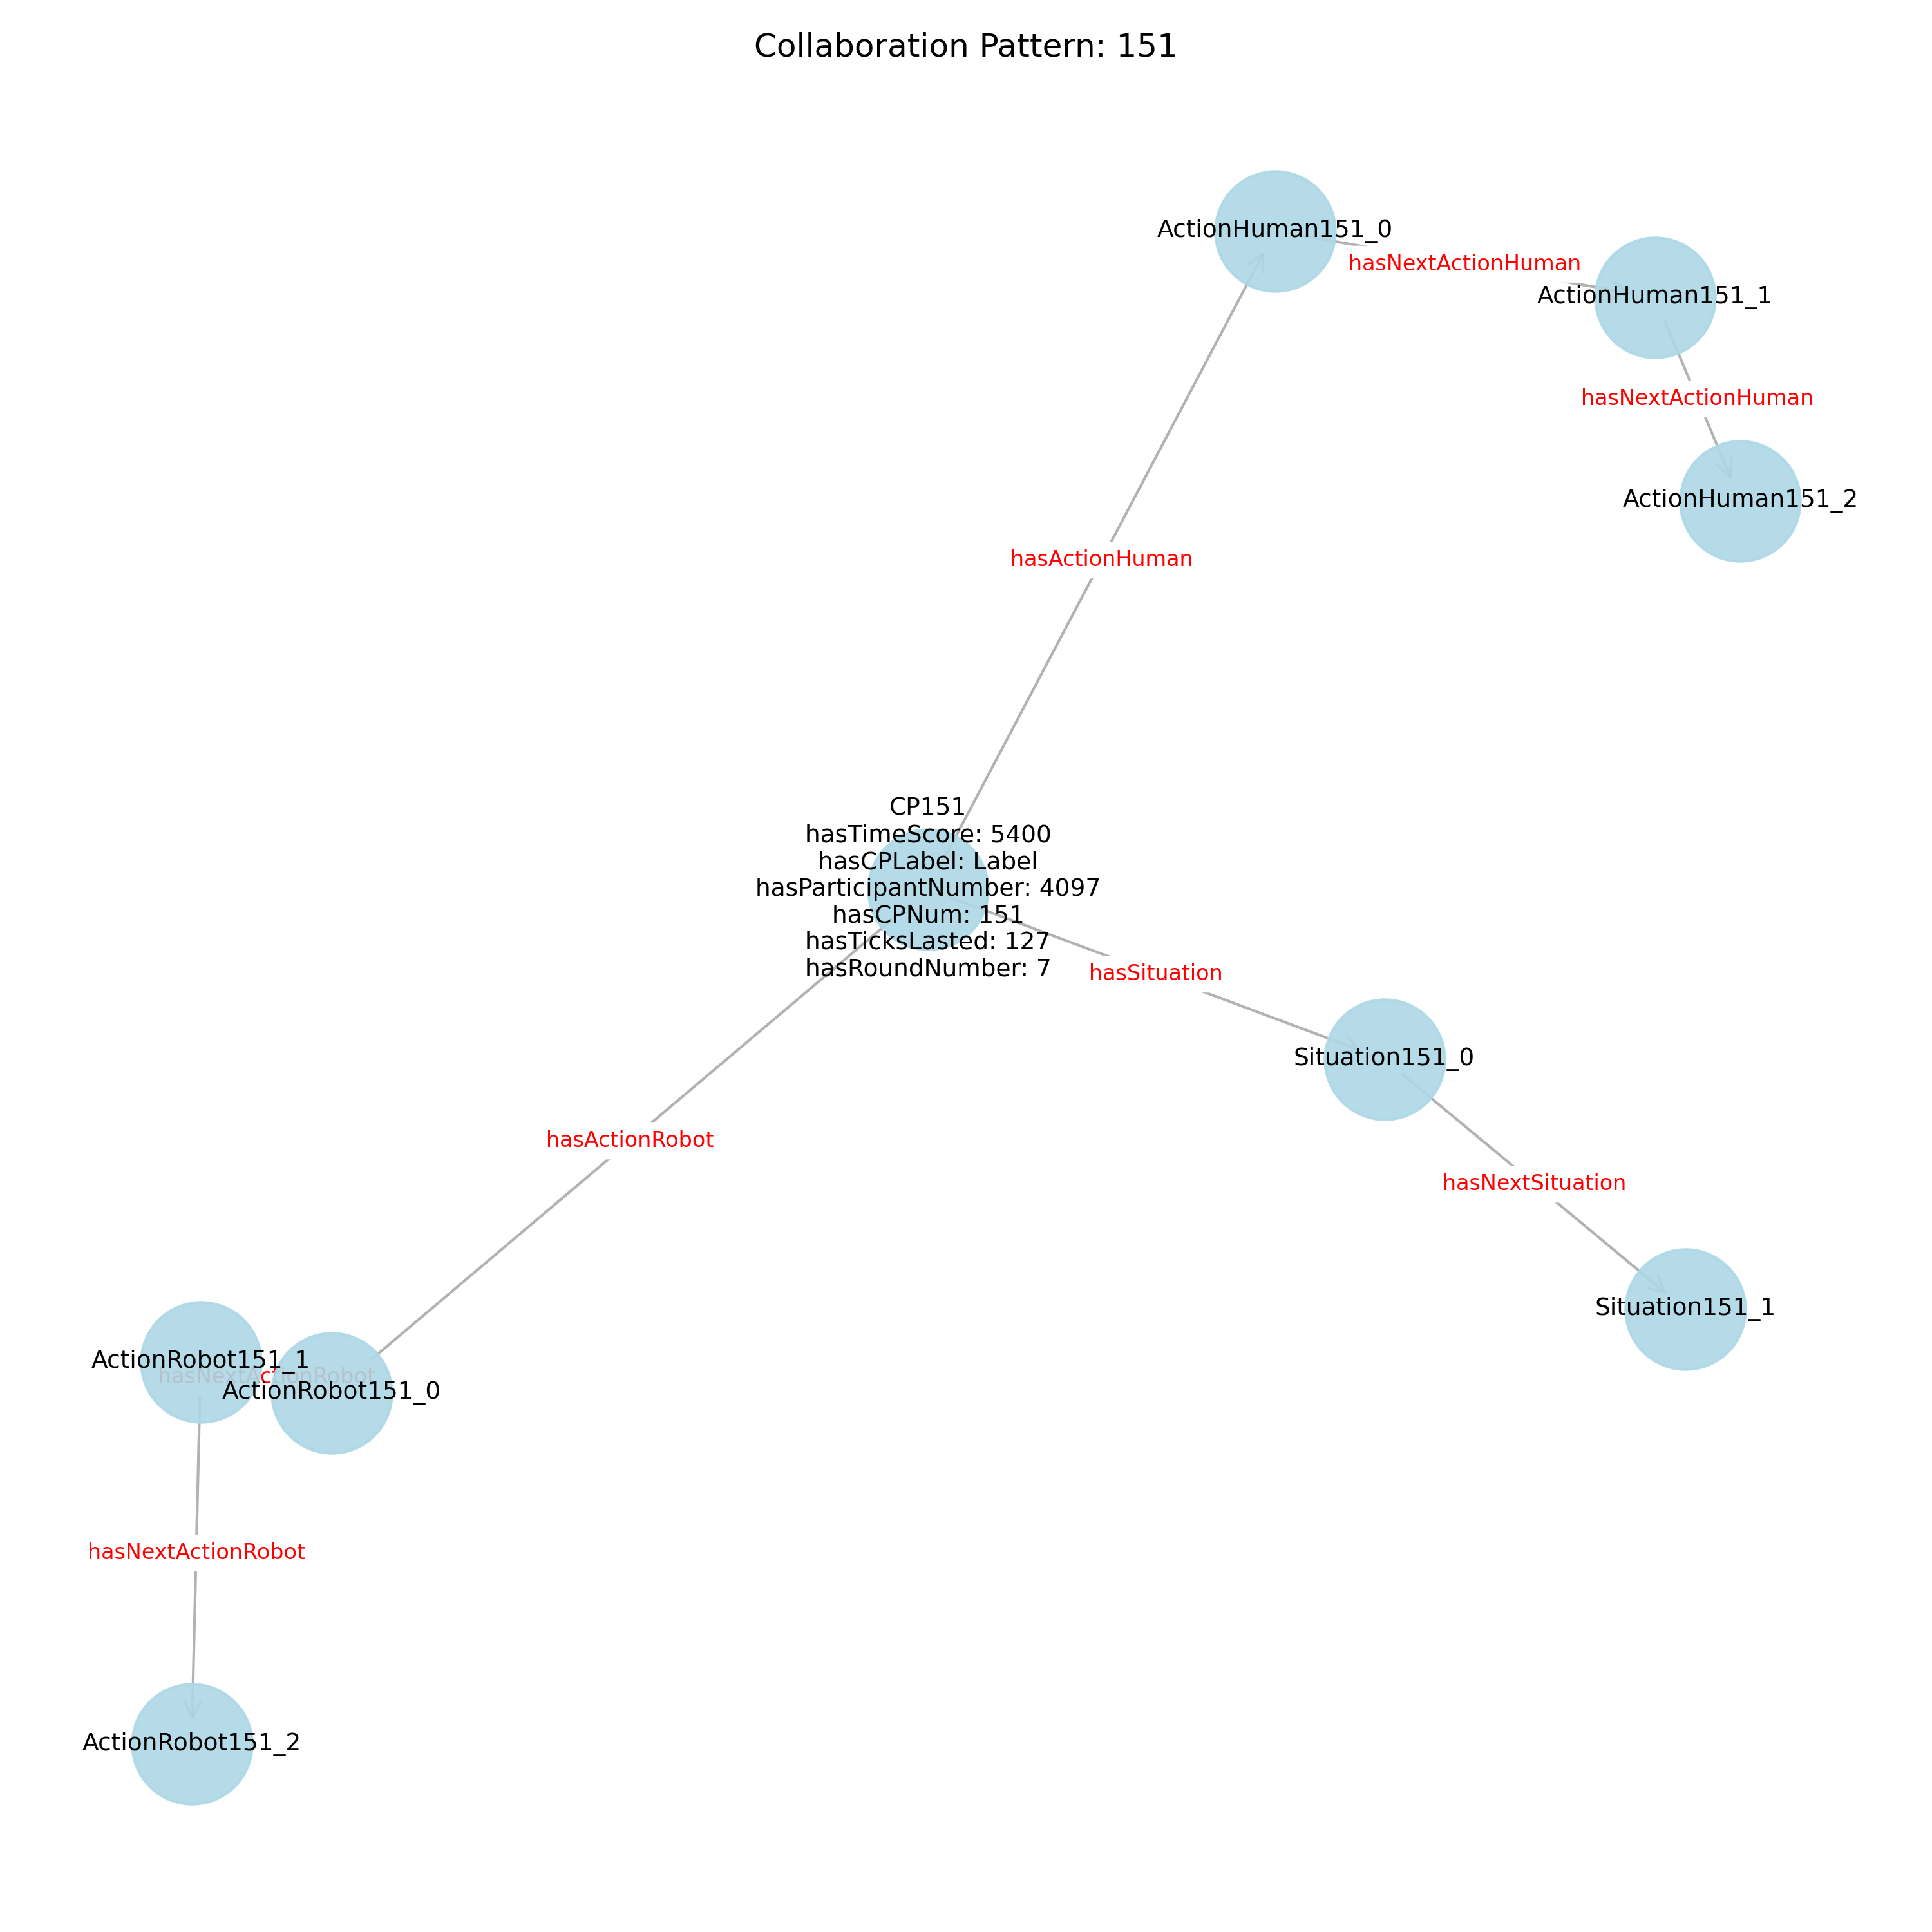 Collaboration Pattern: 151
ActionHuman151_0
hasNextActionHuman
ActionHuman151_1
hasNextActionHuman
ActionHuman151_2
hasActionHuman
CP151
hasTimeScore: 5400
hasCPLabel: Label
hasParticipantNumber: 4097
hasCPNum: 151
hasTicksLasted: 127
hasRoundNumber: 7
hasSituation
Situation151_0
hasActionRobot
hasNextSituation
Situation151_1
ActionRobot151_1
hasNextActionRobot
ActionRobot151_0
hasNextActionRobot
ActionRobot151_2